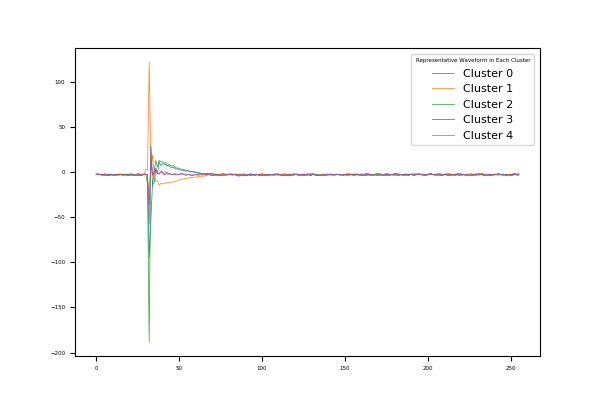 Representative Waveform in Each Cluster
Cluster 0
Cluster 1
Cluster 2
Cluster 3
Cluster 4
100
50
0
−50
−100
−150
−200
0
50
100
150
200
250